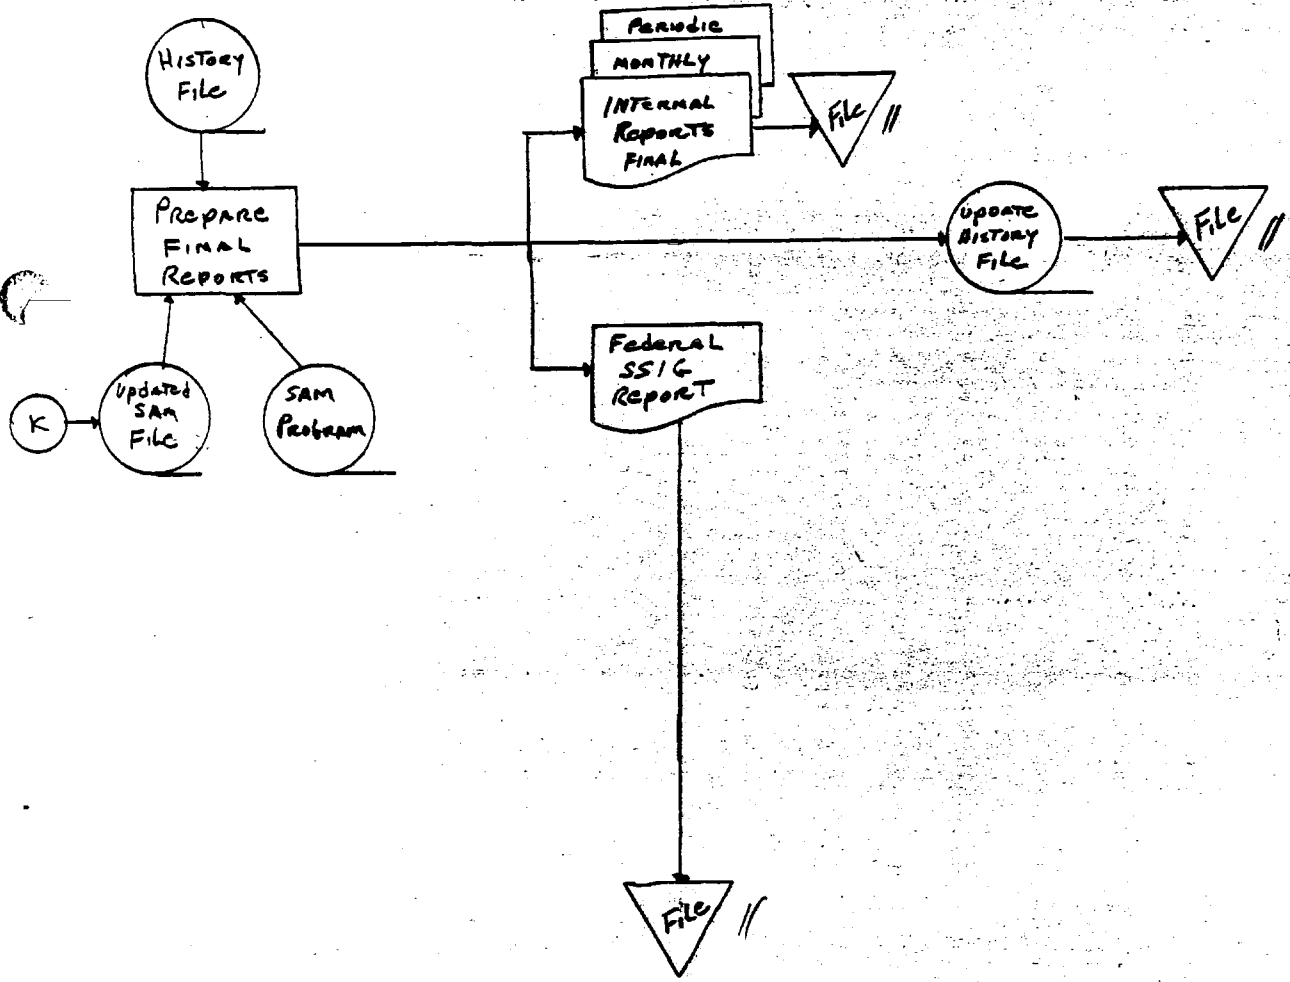 HISTORY
FILE
Periodic
MONTHLY
INTERNAL
REPORTS
FINAL
FILE
PREPARE
FINAL
REPORTS
UPDATE
HISTORY
FILE
FILE
Federal
SSIG
REPORT
K
Updated
SAM
FILE
SAM
PROGRAM
FILE